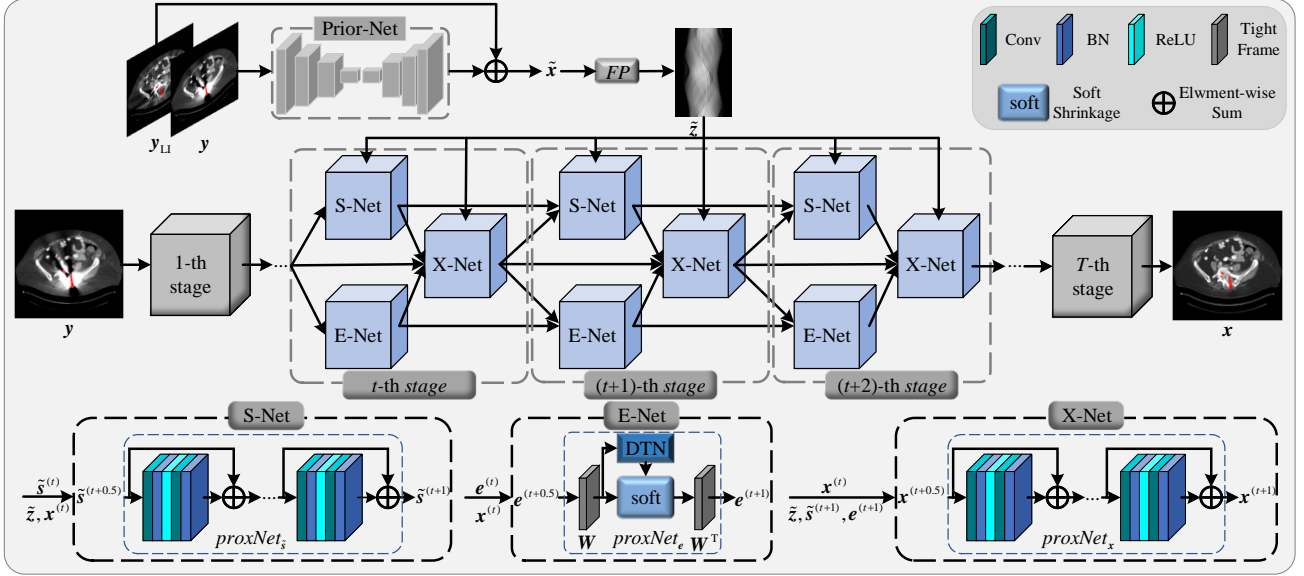 Prior-Net
y_LI
y
x̃
FP
z̃
Conv
BN
ReLU
Tight
Frame
soft
Soft
Shrinkage
Elwment-wise
Sum
y
1-th
stage
S-Net
X-Net
E-Net
t-th stage
S-Net
X-Net
E-Net
(t+1)-th stage
S-Net
X-Net
E-Net
(t+2)-th stage
T-th
stage
x
S-Net
s̃^(t)
z̃, x^(t)
s̃^(t+0.5)
s̃^(t+1)
proxNet_s̃
E-Net
e^(t)
x^(t)
e^(t+0.5)
DTN
soft
W
proxNet_e
W^T
e^(t+1)
X-Net
x^(t)
z̃, s̃^(t+1), e^(t+1)
x^(t+0.5)
x^(t+1)
proxNet_x